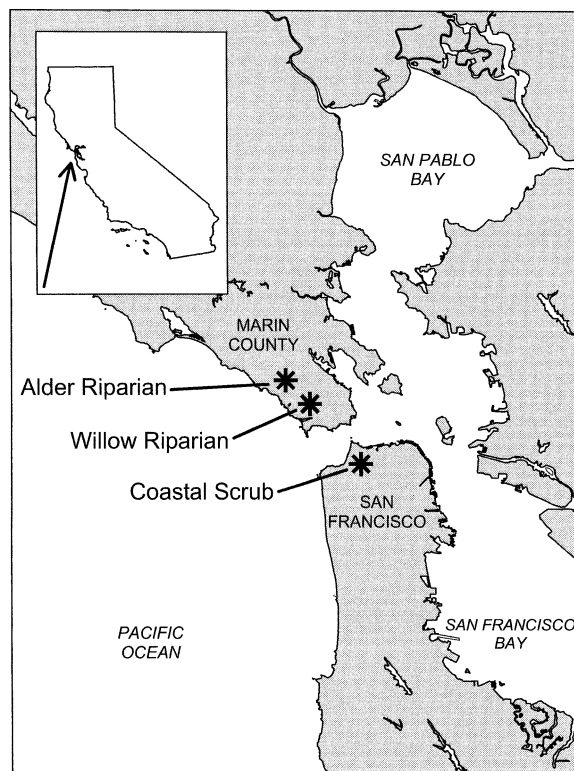 SAN PABLO
BAY
MARIN
COUNTY
Alder Riparian
Willow Riparian
Coastal Scrub
SAN
FRANCISCO
PACIFIC
OCEAN
SAN FRANCISCO
BAY